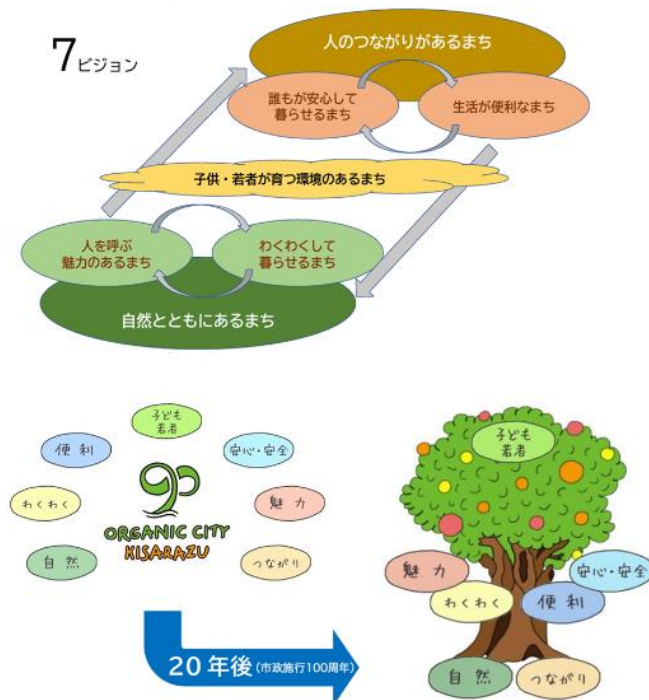 7ビジョン
人のつながりがあるまち
誰もが安心して
暮らせるまち
生活が便利なまち
子供・若者が育つ環境のあるまち
人を呼ぶ
魅力のあるまち
わくわくして
暮らせるまち
自然とともにあるまち
子ども
若者
便利
安心・安全
わくわく
魅力
自然
つながり
ORGANIC CITY
KISARAZU
20年後(市政施行100周年)
子ども
若者
魅力
安心・安全
わくわく
便利
自然
つながり